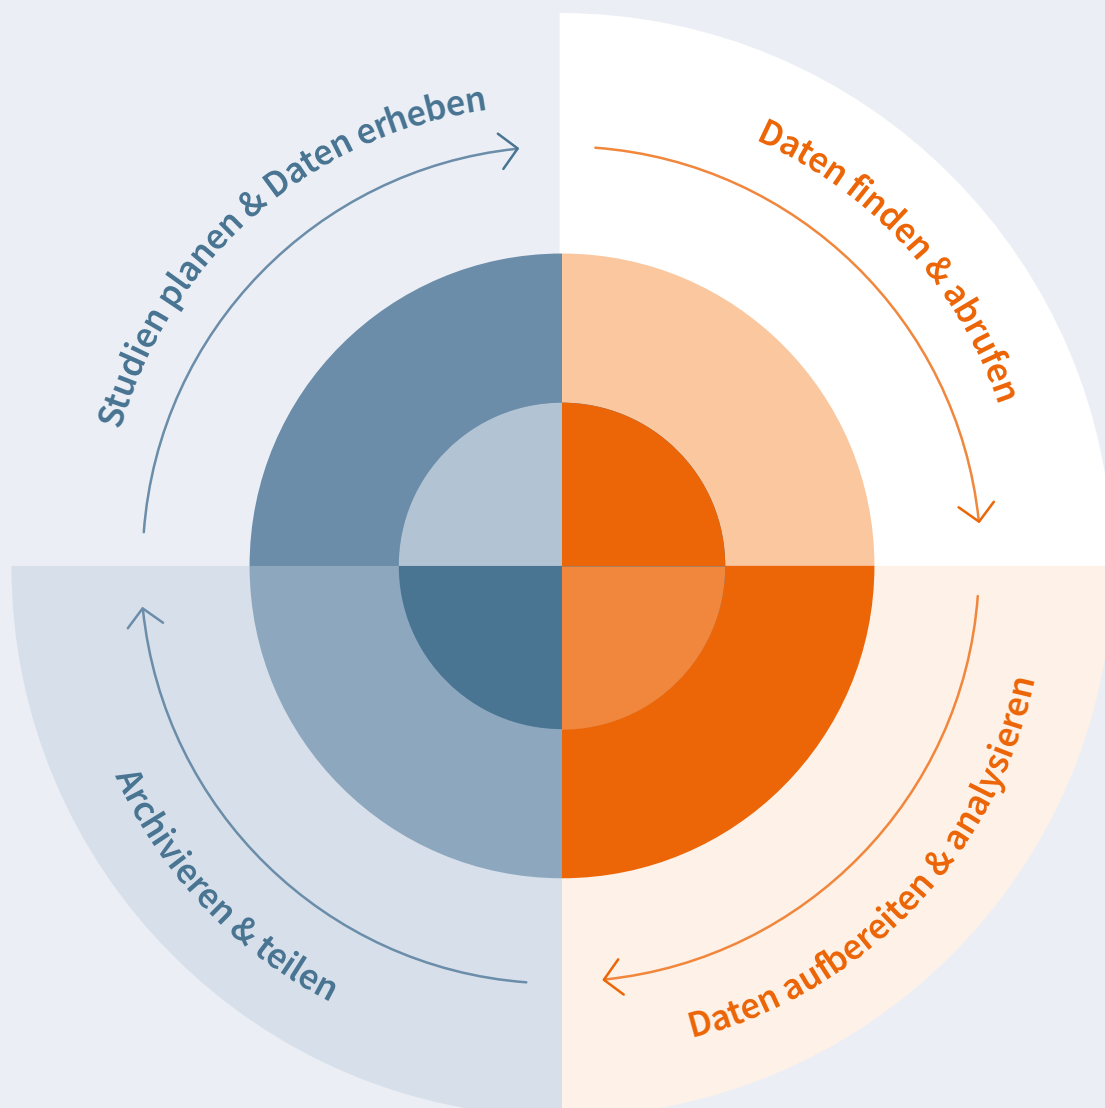 Studien planen & Daten erheben
Daten finden & abrufen
Daten aufbereiten & analysieren
Archivieren & teilen